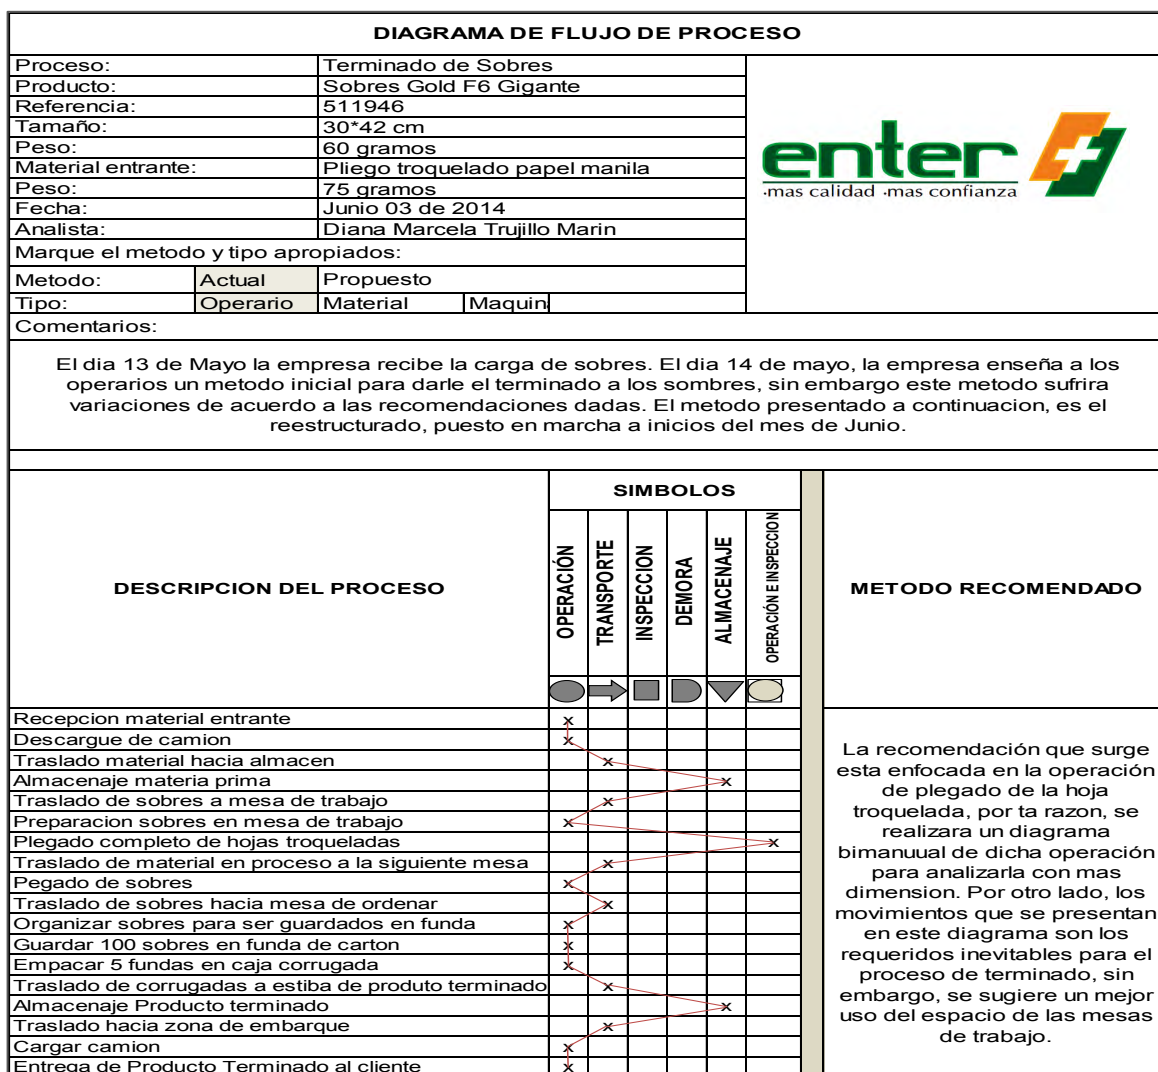 DIAGRAMA DE FLUJO DE PROCESO
Proceso: Terminado de Sobres
Producto: Sobres Gold F6 Gigante
Referencia: 511946
Tamaño: 30*42 cm
Peso: 60 gramos
Material entrante: Pliego troquelado papel manila
Peso: 75 gramos
Fecha: Junio 03 de 2014
Analista: Diana Marcela Trujillo Marin
enter
·mas calidad ·mas confianza
Marque el metodo y tipo apropiados:
Metodo: Actual Propuesto
Tipo: Operario Material Maquin
Comentarios:
El dia 13 de Mayo la empresa recibe la carga de sobres. El dia 14 de mayo, la empresa enseña a los
operarios un metodo inicial para darle el terminado a los sombres, sin embargo este metodo sufrira
variaciones de acuerdo a las recomendaciones dadas. El metodo presentado a continuacion, es el
reestructurado, puesto en marcha a inicios del mes de Junio.
DESCRIPCION DEL PROCESO
SIMBOLOS
OPERACIÓN
TRANSPORTE
INSPECCION
DEMORA
ALMACENAJE
OPERACIÓN E INSPECCION
METODO RECOMENDADO
Recepcion material entrante x
Descargue de camion x
Traslado material hacia almacen x
Almacenaje materia prima x
Traslado de sobres a mesa de trabajo x
Preparacion sobres en mesa de trabajo x
Plegado completo de hojas troqueladas x
Traslado de material en proceso a la siguiente mesa x
Pegado de sobres x
Traslado de sobres hacia mesa de ordenar x
Organizar sobres para ser guardados en funda x
Guardar 100 sobres en funda de carton x
Empacar 5 fundas en caja corrugada x
Traslado de corrugadas a estiba de produto terminado x
Almacenaje Producto terminado x
Traslado hacia zona de embarque x
Cargar camion x
Entrega de Producto Terminado al cliente x
La recomendación que surge
esta enfocada en la operación
de plegado de la hoja
troquelada, por ta razon, se
realizara un diagrama
bimanuual de dicha operación
para analizarla con mas
dimension. Por otro lado, los
movimientos que se presentan
en este diagrama son los
requeridos inevitables para el
proceso de terminado, sin
embargo, se sugiere un mejor
uso del espacio de las mesas
de trabajo.